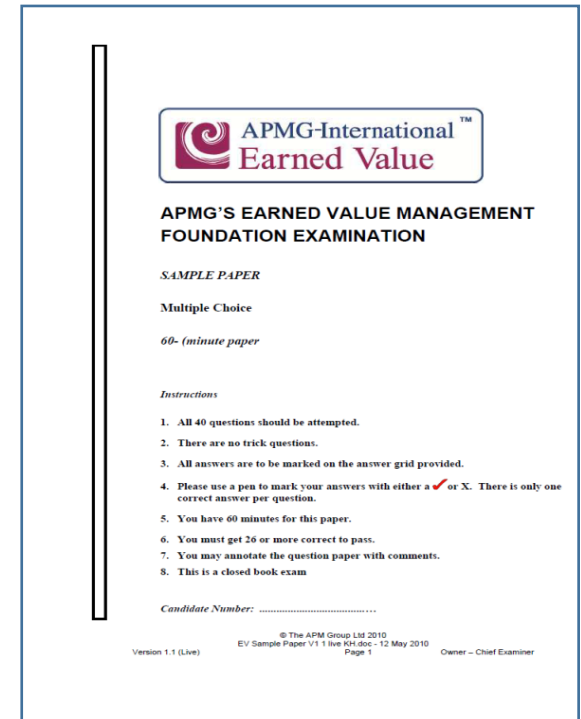 APMG-International™
Earned Value
APMG'S EARNED VALUE MANAGEMENT
FOUNDATION EXAMINATION
SAMPLE PAPER
Multiple Choice
60- (minute paper
Instructions
1. All 40 questions should be attempted.
2. There are no trick questions.
3. All answers are to be marked on the answer grid provided.
4. Please use a pen to mark your answers with either a ✓ or X. There is only one
correct answer per question.
5. You have 60 minutes for this paper.
6. You must get 26 or more correct to pass.
7. You may annotate the question paper with comments.
8. This is a closed book exam
Candidate Number: ........................................
© The APM Group Ltd 2010
EV Sample Paper V1 1 live KH.doc - 12 May 2010
Version 1.1 (Live) Page 1 Owner – Chief Examiner